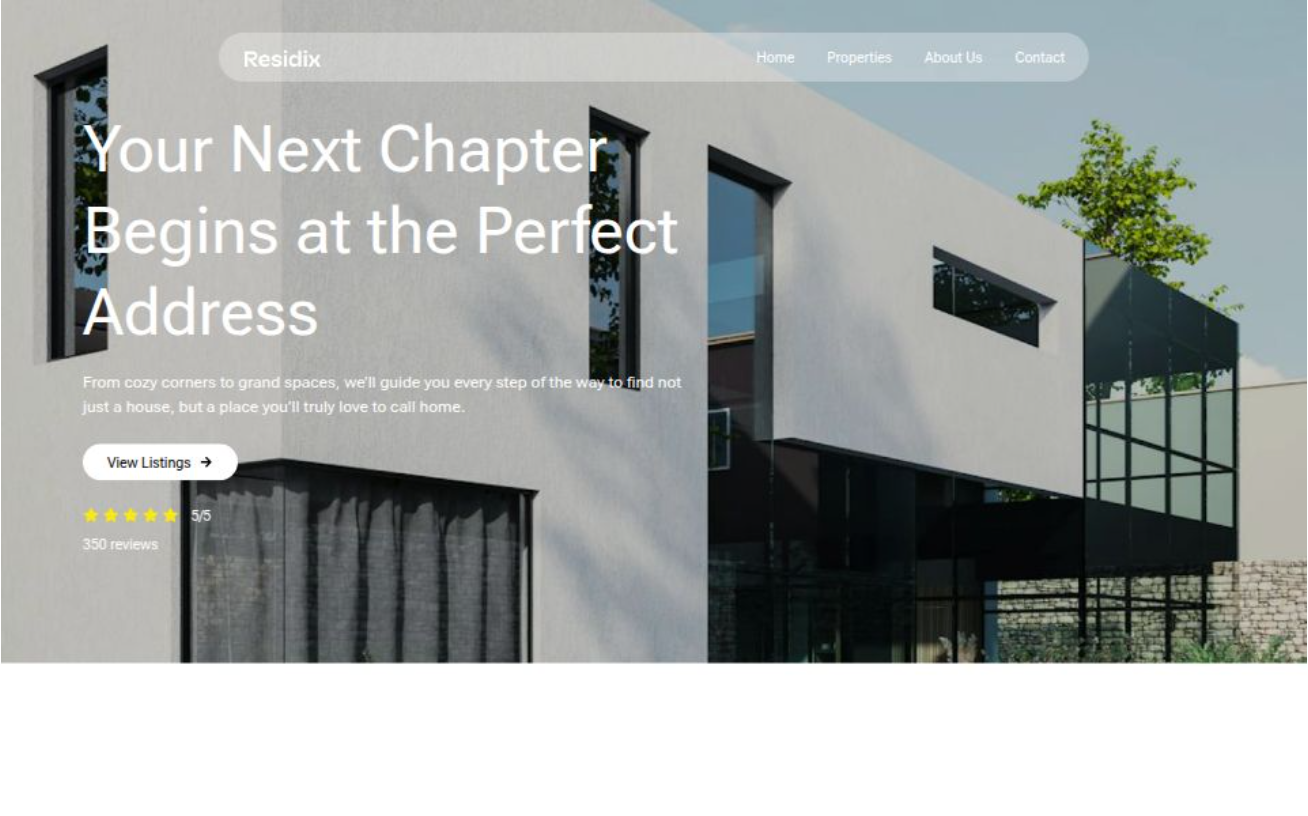 Residix
Home Properties About Us Contact
Your Next Chapter
Begins at the Perfect
Address
From cozy corners to grand spaces, we'll guide you every step of the way to find not
just a house, but a place you'll truly love to call home.
View Listings →
5/5
350 reviews